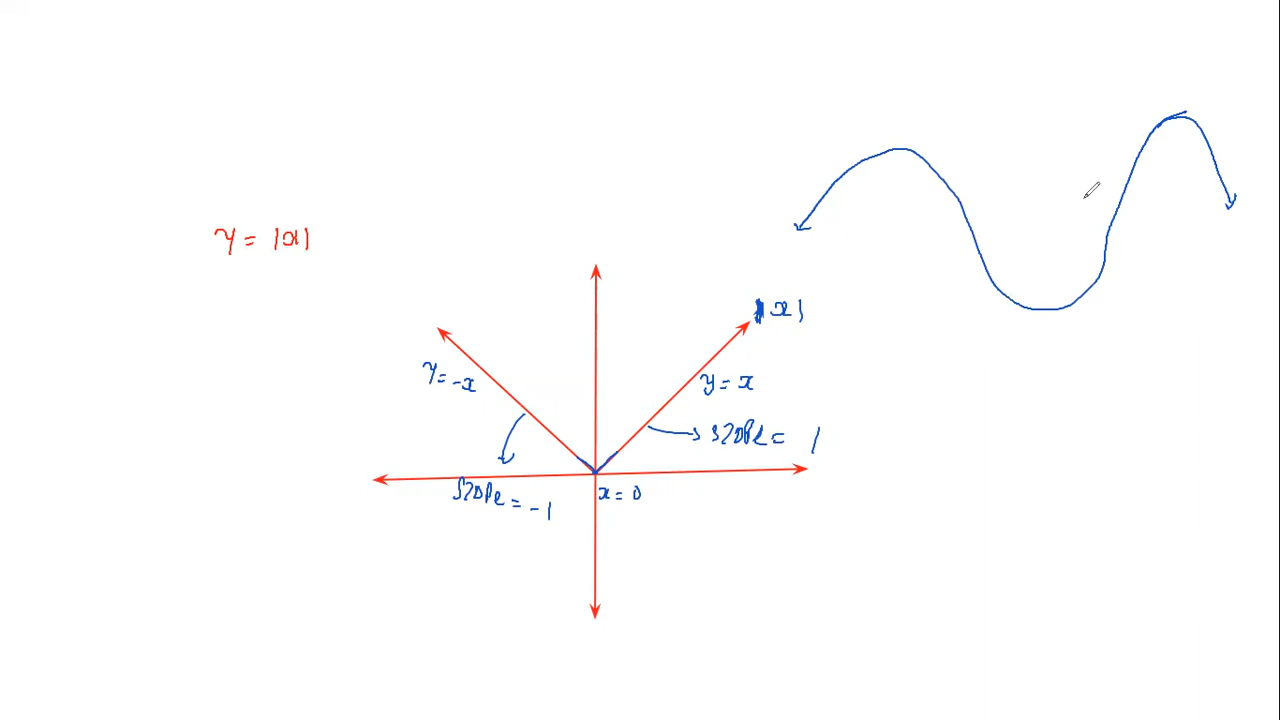 y = |x|
|x|
y = -x
y = x
slope = 1
slope = -1
x = 0